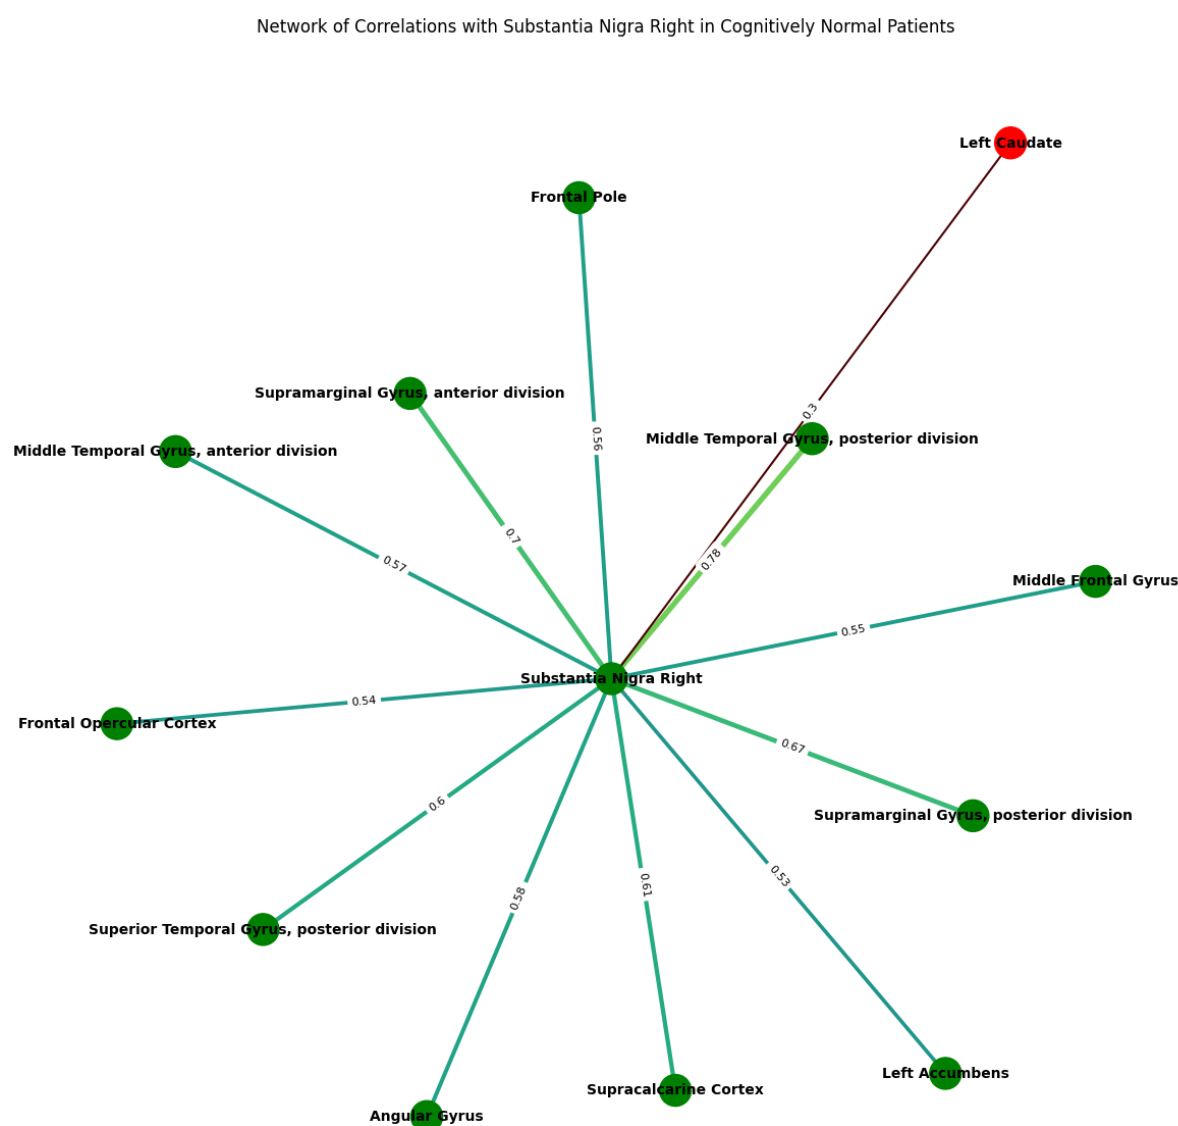 Network of Correlations with Substantia Nigra Right in Cognitively Normal Patients
Left Caudate
Frontal Pole
Supramarginal Gyrus, anterior division
0.3
Middle Temporal Gyrus, posterior division
0.56
Middle Temporal Gyrus, anterior division
0.7
0.78
0.57
Middle Frontal Gyrus
0.55
Substantia Nigra Right
0.54
Frontal Opercular Cortex
0.67
0.6
Supramarginal Gyrus, posterior division
0.53
0.61
0.58
Superior Temporal Gyrus, posterior division
Left Accumbens
Supracalcarine Cortex
Angular Gyrus